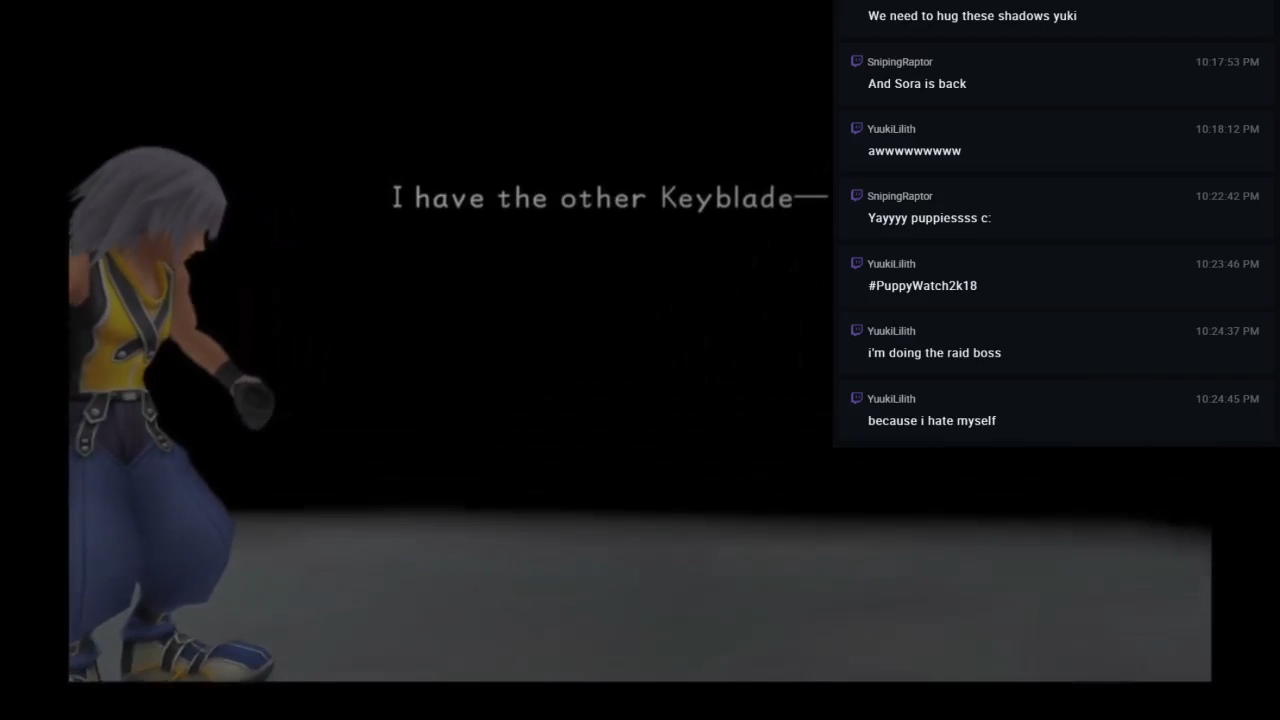 We need to hug these shadows yuki
SnipingRaptor 10:17:53 PM
And Sora is back
YuukiLilith 10:18:12 PM
awwwwwwwww
SnipingRaptor 10:22:42 PM
Yayyyy puppiessss c:
YuukiLilith 10:23:46 PM
#PuppyWatch2k18
YuukiLilith 10:24:37 PM
i'm doing the raid boss
YuukiLilith 10:24:45 PM
because i hate myself
I have the other Keyblade—